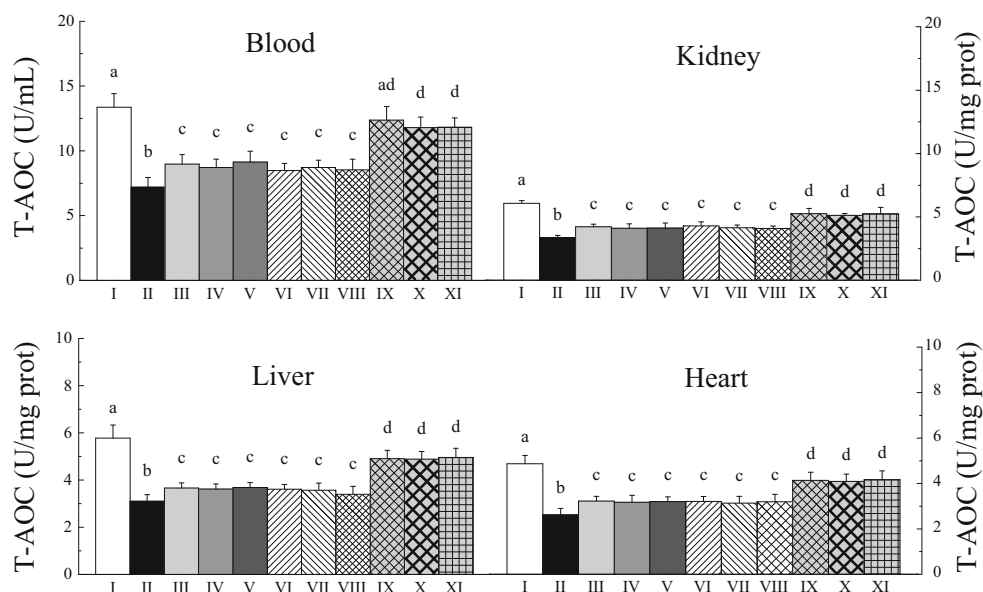 T-AOC (U/mL)
20
15
10
5
0
Blood
a
b
c
c
c
c
c
c
ad
d
d
I II III IV V VI VII VIII IX X XI
Kidney
a
b
c
c
c
c
c
c
d
d
d
I II III IV V VI VII VIII IX X XI
20
15
10
5
0
T-AOC (U/mg prot)
T-AOC (U/mg prot)
10
8
6
4
2
0
Liver
a
b
c
c
c
c
c
c
d
d
d
I II III IV V VI VII VIII IX X XI
Heart
a
b
c
c
c
c
c
c
d
d
d
I II III IV V VI VII VIII IX X XI
10
8
6
4
2
0
T-AOC (U/mg prot)